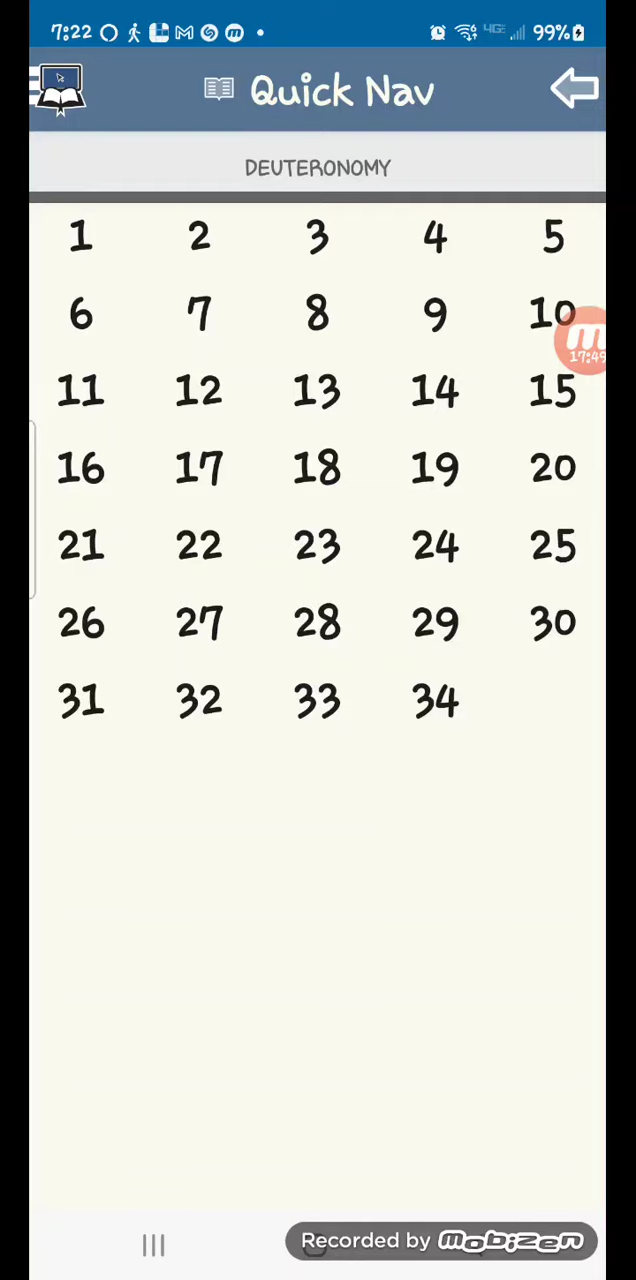 7:22 99%
Quick Nav
DEUTERONOMY
1 2 3 4 5
6 7 8 9 10
17:49
11 12 13 14 15
16 17 18 19 20
21 22 23 24 25
26 27 28 29 30
31 32 33 34
Recorded by mobizen